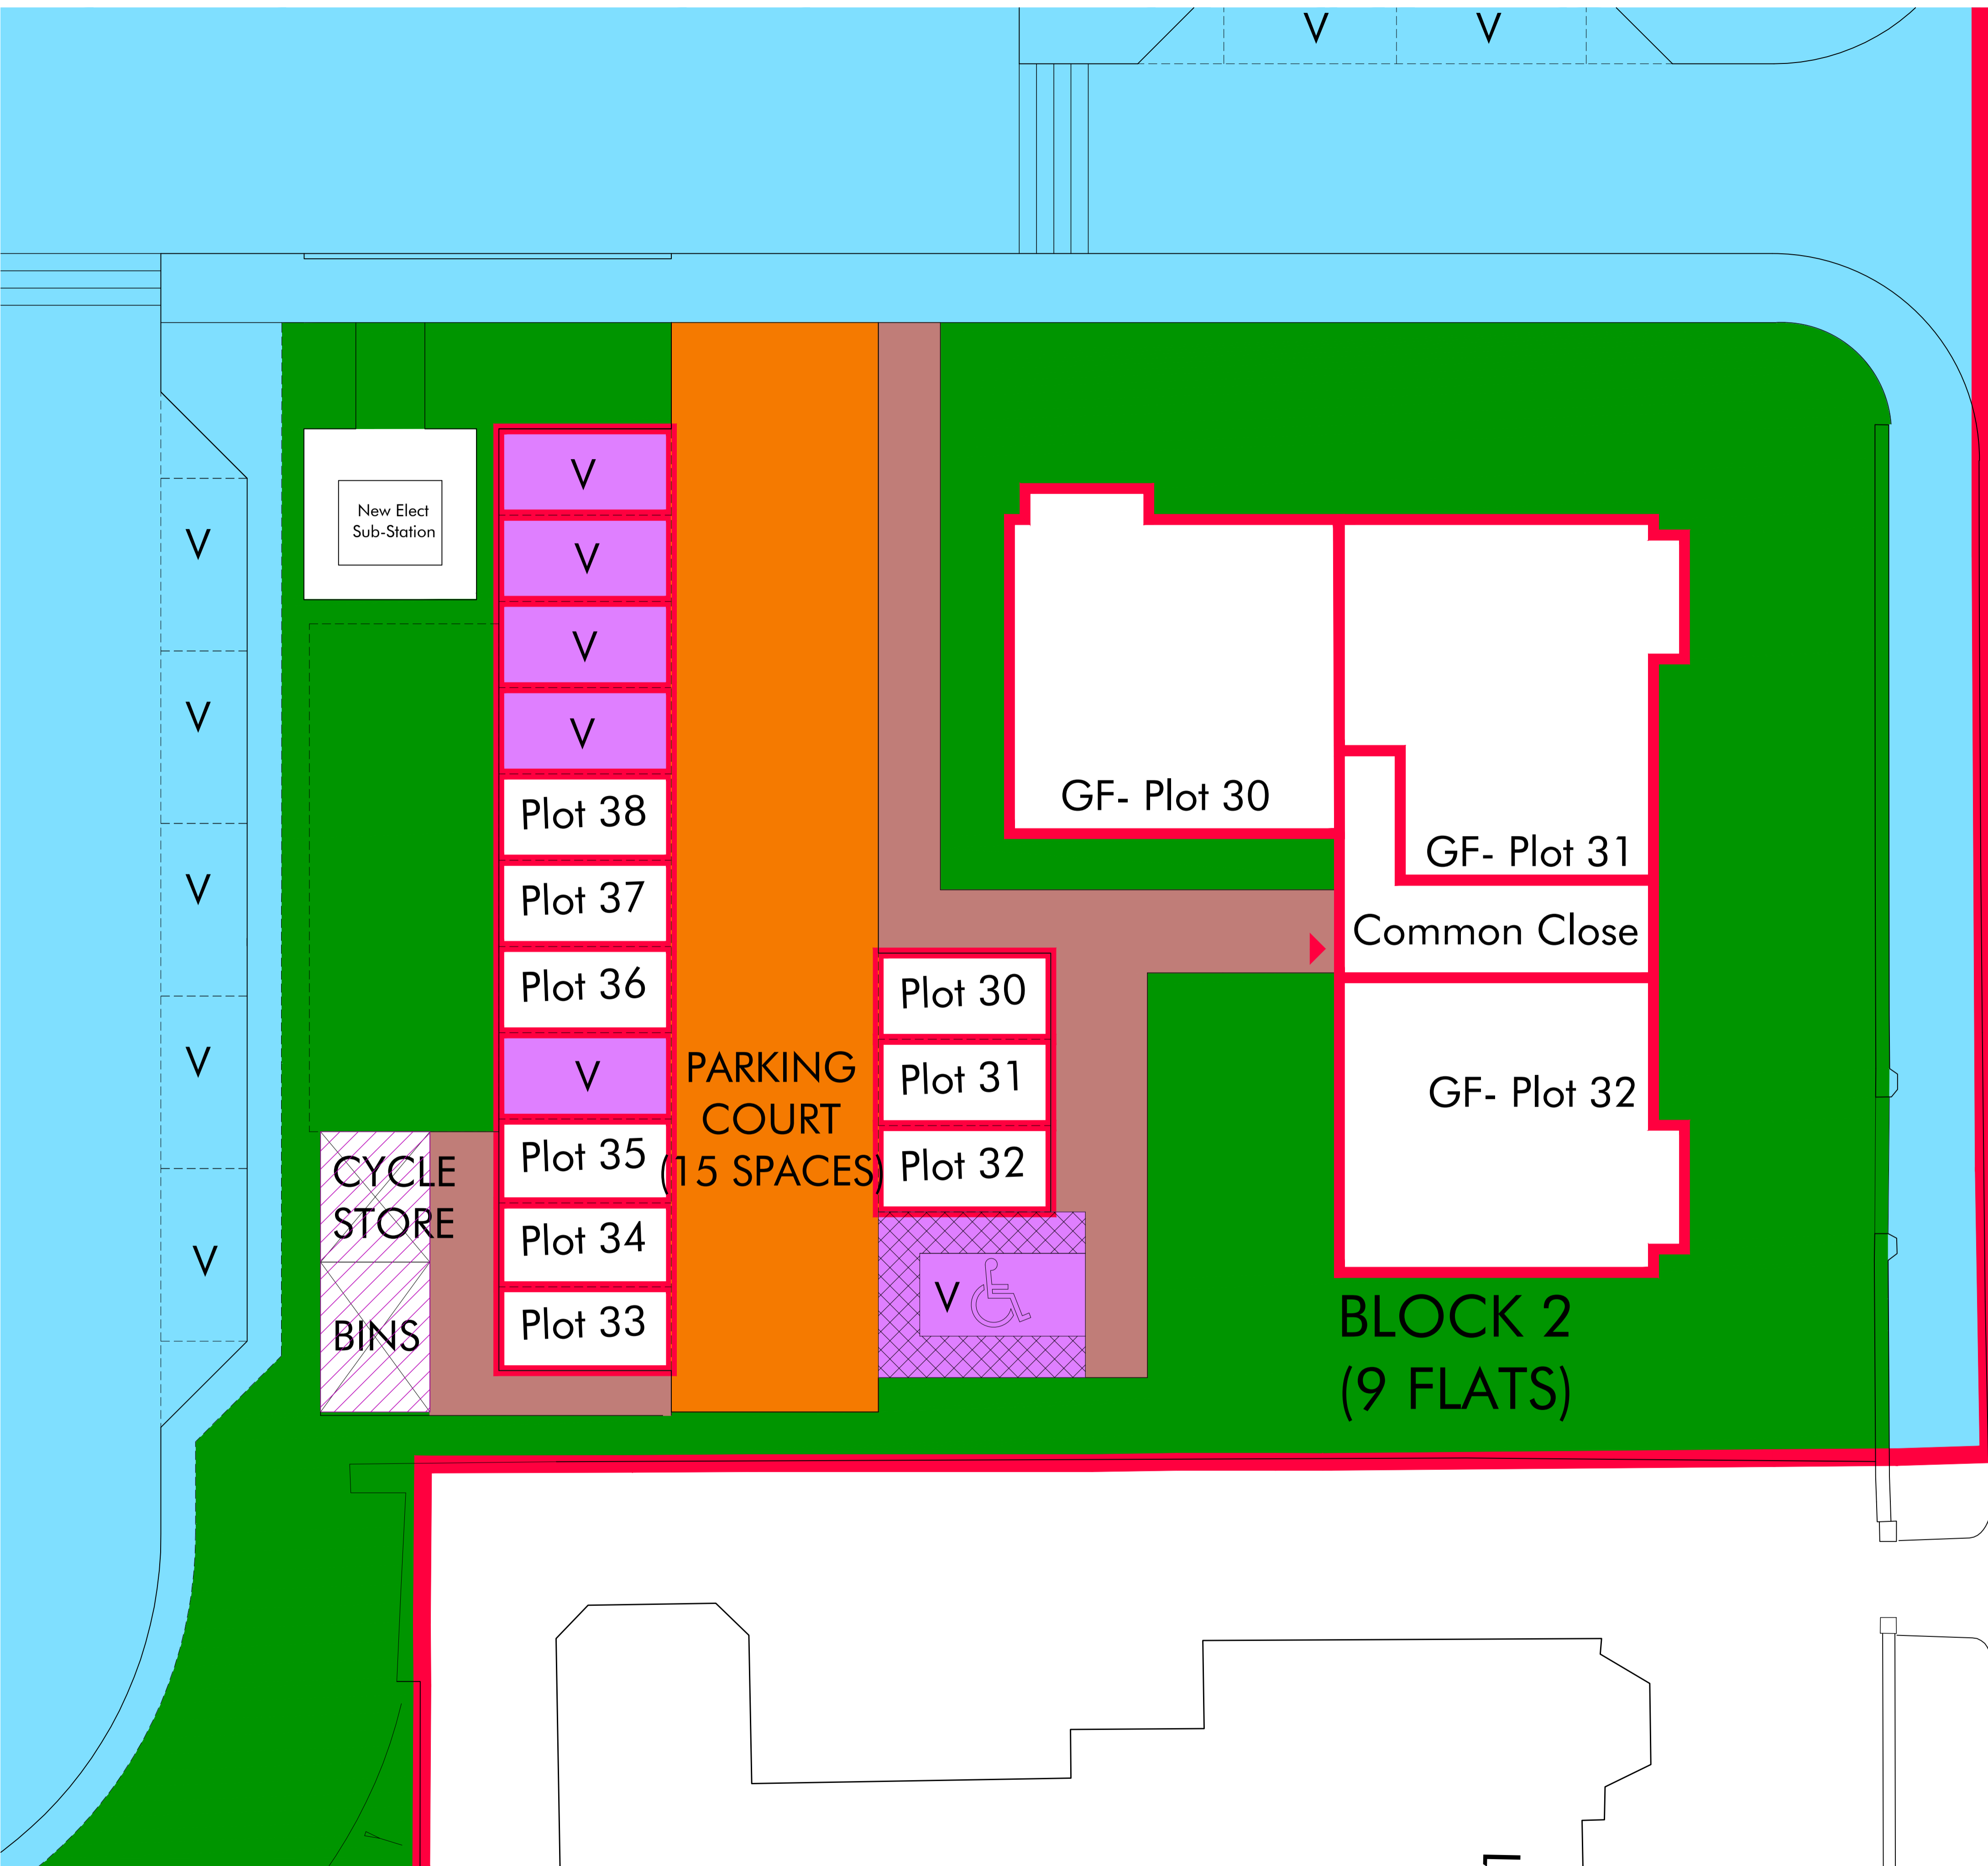 V
V
New Elect
Sub-Station
V
V
V
V
Plot 38
Plot 37
Plot 36
V
Plot 35
Plot 34
Plot 33
V
V
V
V
V
CYCLE
STORE
BINS
PARKING
COURT
(15 SPACES)
Plot 30
Plot 31
Plot 32
V
GF- Plot 30
GF- Plot 31
Common Close
GF- Plot 32
BLOCK 2
(9 FLATS)